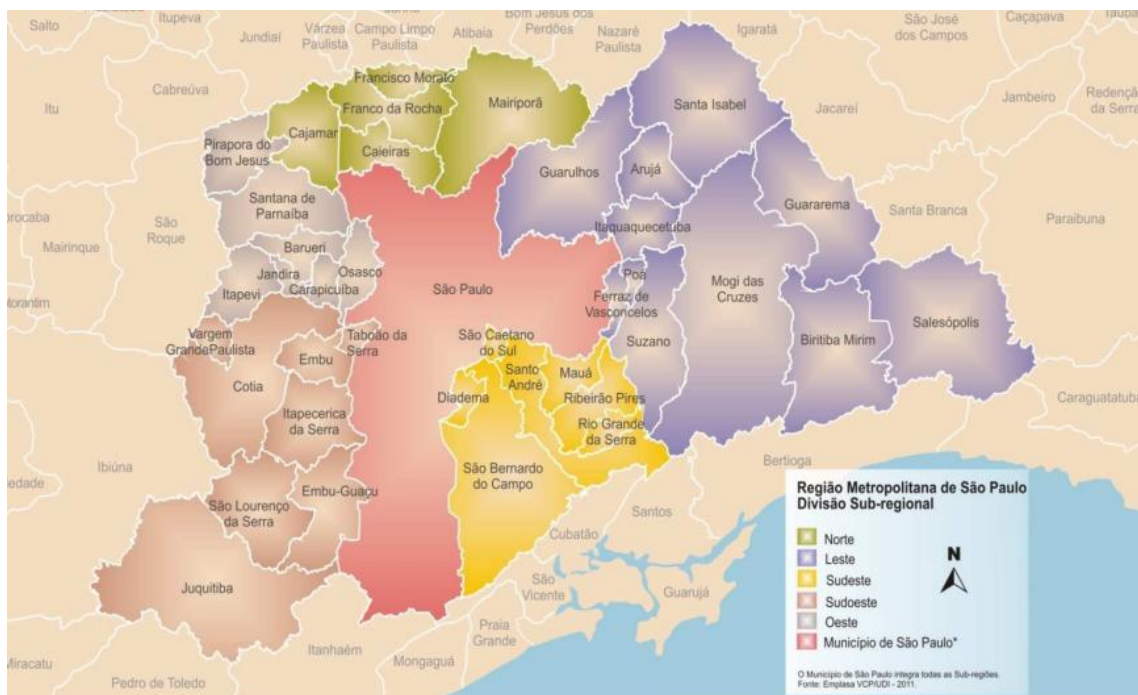 Salto
Itupeva
Jundiaí
Várzea
Paulista
Campo Limpo
Paulista
Atibaia
Bom Jesus dos
Perdões
Nazaré
Paulista
Igaratá
São José
dos Campos
Caçapava
Itu
Cabreúva
Francisco Morato
Franco da Rocha
Mairiporã
Santa Isabel
Jacareí
Jambeiro
Redenção
da Serra
Cajamar
Caieiras
Pirapora do
Bom Jesus
Guarulhos
Arujá
Santana de
Parnaíba
Guararema
Santa Branca
Paraibuna
São
Roque
Mairinque
Itaquaquecetuba
Barueri
Jandira
Osasco
Itapevi
Carapicuíba
São Paulo
Poá
Ferraz de
Vasconcelos
Mogi das
Cruzes
Salesópolis
Vargem
GrandePaulista
Taboão da
Serra
São Caetano
do Sul
Suzano
Biritiba Mirim
Embu
Cotia
Santo
André
Mauá
Diadema
Ribeirão Pires
Itapecerica
da Serra
Rio Grande
da Serra
Caraguatatuba
Ibiúna
São Bernardo
do Campo
Bertioga
Embu-Guaçu
São Lourenço
da Serra
Santos
Cubatão
Juquitiba
São
Vicente
Guarujá
Praia
Grande
Itanhaém
Mongaguá
Miracatu
Pedro de Toledo
Região Metropolitana de São Paulo
Divisão Sub-regional
Norte
Leste
Sudeste
Sudoeste
Oeste
Município de São Paulo*
N
O Município de São Paulo integra todas as Sub-regiões.
Fonte: Emplasa VCP/UDI - 2011.